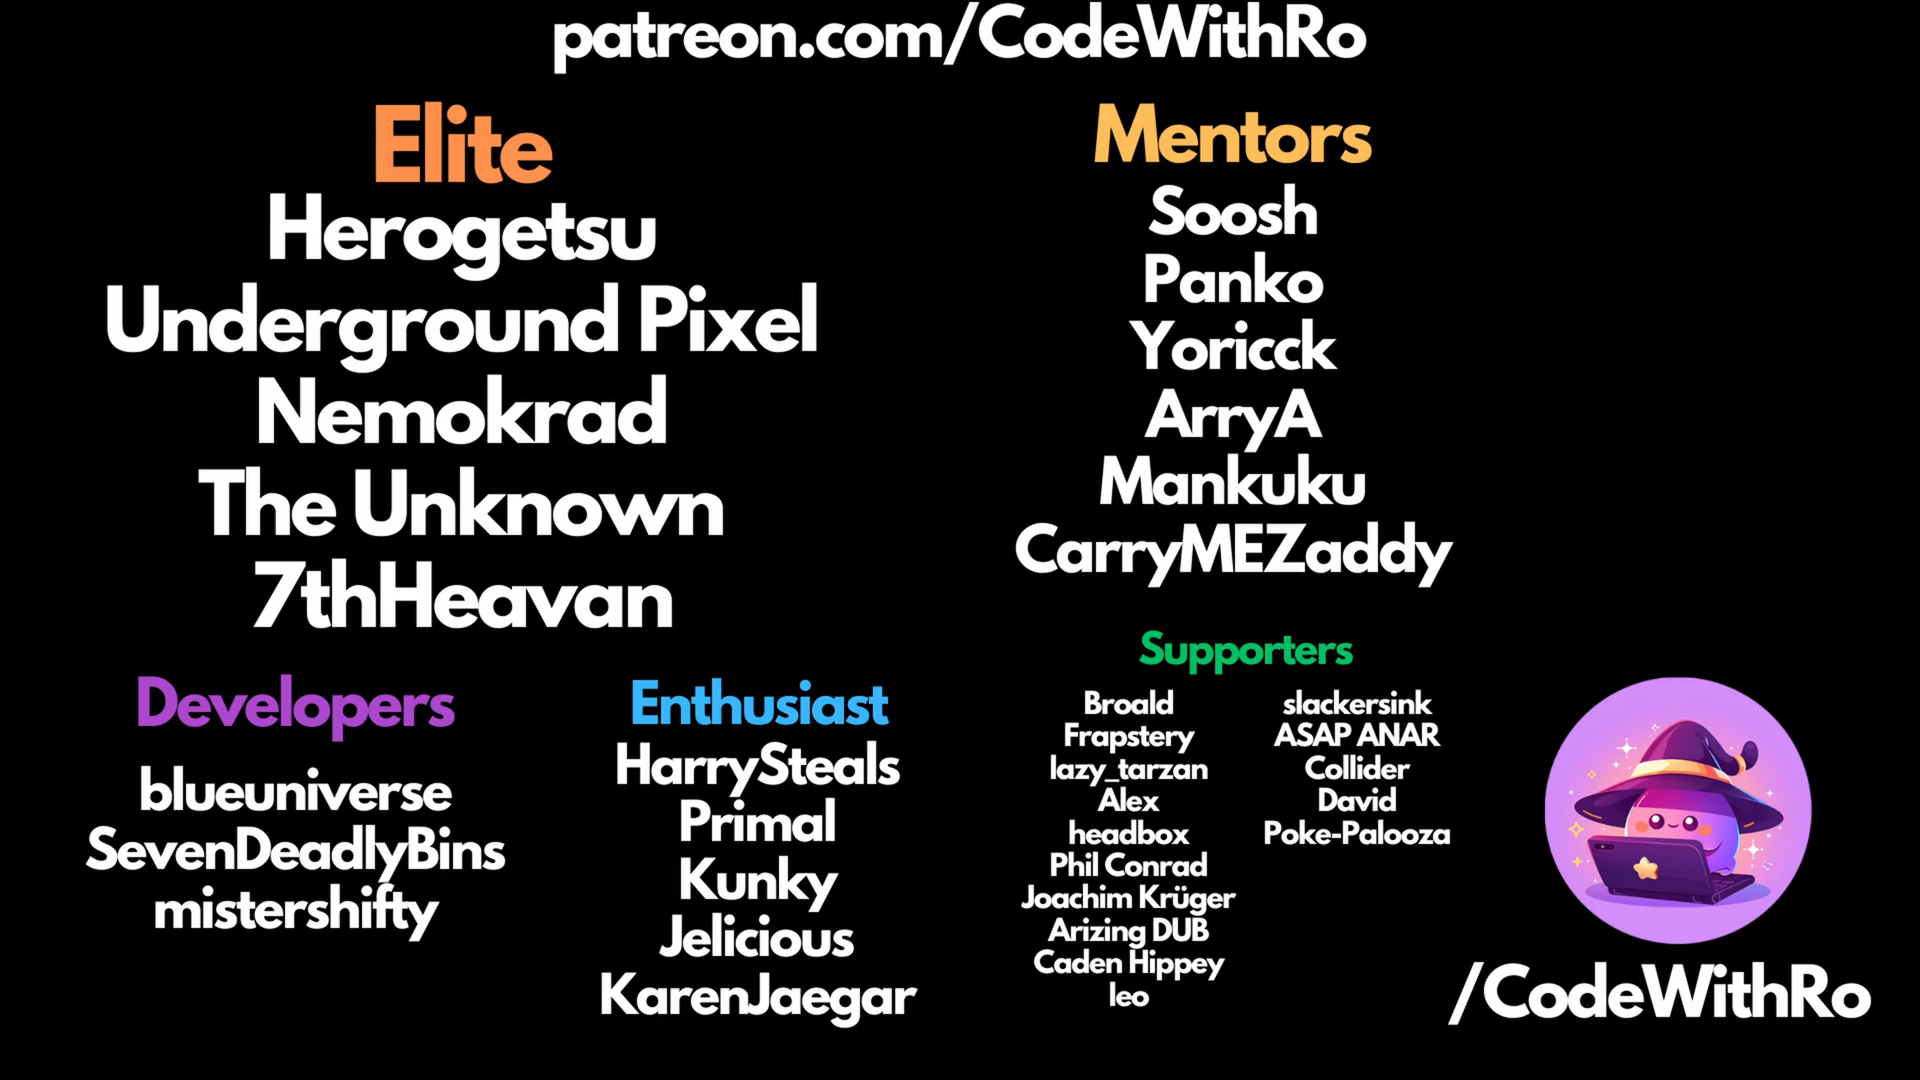 patreon.com/CodeWithRo
Elite
Herogetsu
Underground Pixel
Nemokrad
The Unknown
7thHeavan
Mentors
Soosh
Panko
Yoricck
ArryA
Mankuku
CarryMEZaddy
Developers
blueuniverse
SevenDeadlyBins
mistershifty
Enthusiast
HarrySteals
Primal
Kunky
Jelicious
KarenJaegar
Supporters
Broald
Frapstery
lazy_tarzan
Alex
headbox
Phil Conrad
Joachim Krüger
Arizing DUB
Caden Hippey
leo
slackersink
ASAP ANAR
Collider
David
Poke-Palooza
/CodeWithRo